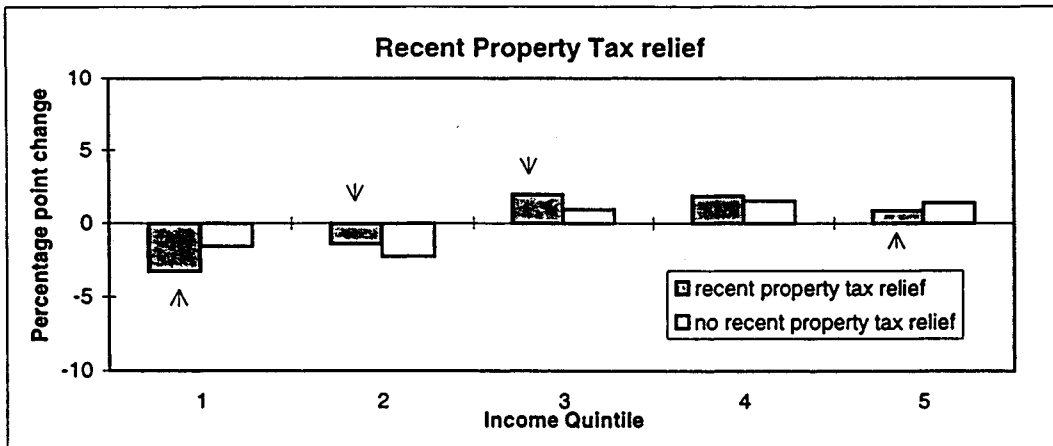 Recent Property Tax relief
Percentage point change
10
5
0
-5
-10
recent property tax relief
no recent property tax relief
1 2 3 4 5
Income Quintile